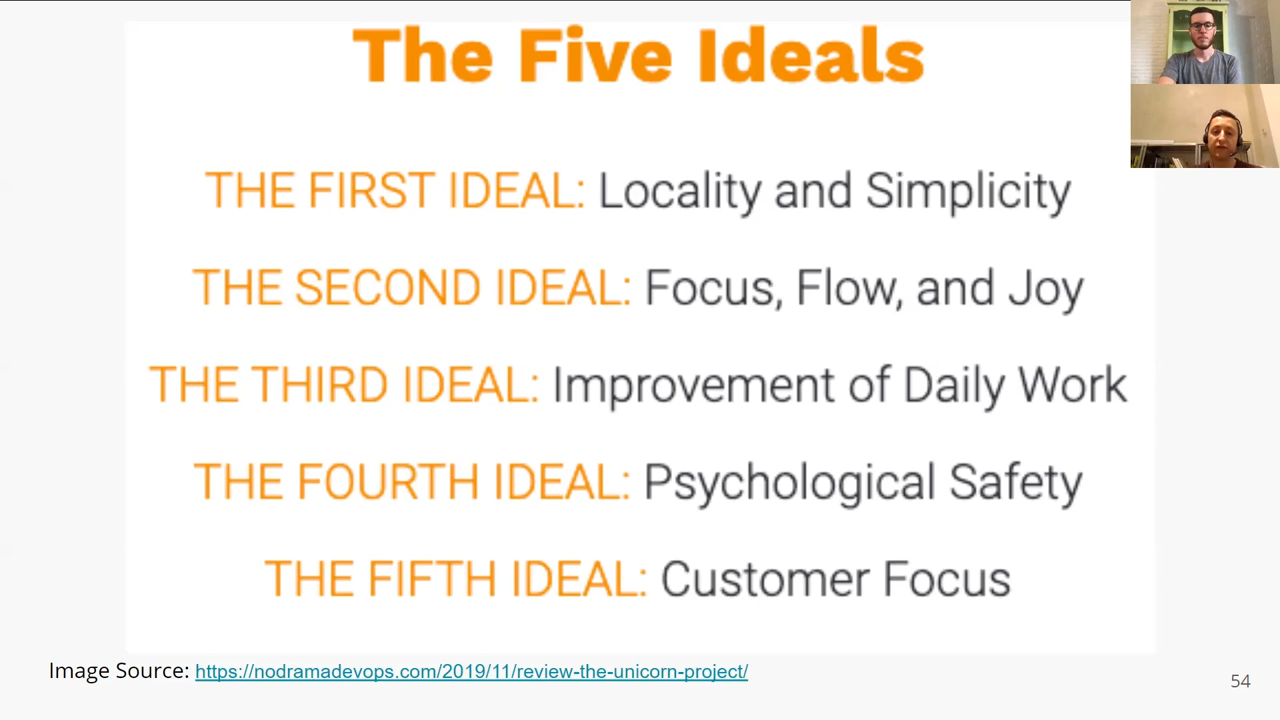 The Five Ideals
THE FIRST IDEAL: Locality and Simplicity
THE SECOND IDEAL: Focus, Flow, and Joy
THE THIRD IDEAL: Improvement of Daily Work
THE FOURTH IDEAL: Psychological Safety
THE FIFTH IDEAL: Customer Focus
Image Source: https://nodramadevops.com/2019/11/review-the-unicorn-project/
54